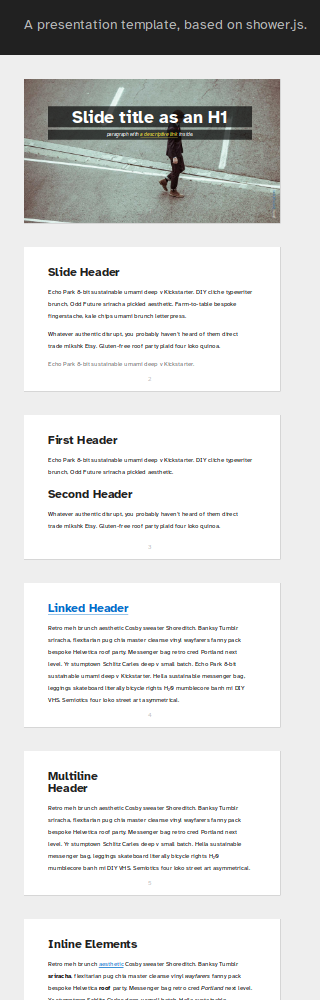 A presentation template, based on shower.js.
Slide title as an H1
paragraph with a descriptive link inside.
Slide Header
Echo Park 8-bit sustainable umami deep v Kickstarter. DIY cliche typewriter
brunch. Odd Future sriracha pickled aesthetic. Farm-to-table bespoke
fingerstache, kale chips umami brunch letterpress.
Whatever authentic disrupt, you probably haven't heard of them direct
trade mlkshk Etsy. Gluten-free roof party plaid four loko quinoa.
Echo Park 8-bit sustainable umami deep v Kickstarter.
2
First Header
Echo Park 8-bit sustainable umami deep v Kickstarter. DIY cliche typewriter
brunch. Odd Future sriracha pickled aesthetic.
Second Header
Whatever authentic disrupt, you probably haven't heard of them direct
trade mlkshk Etsy. Gluten-free roof party plaid four loko quinoa.
3
Linked Header
Retro meh brunch aesthetic Cosby sweater Shoreditch. Banksy Tumblr
sriracha, flexitarian pug chia master cleanse vinyl wayfarers fanny pack
bespoke Helvetica roof party. Messenger bag retro cred Portland next
level. Yr stumptown Schlitz Carles deep v small batch. Echo Park 8-bit
sustainable umami deep v Kickstarter. Hella sustainable messenger bag,
leggings skateboard literally bicycle rights H₂0 mumblecore banh mi DIY
VHS. Semiotics four loko street art asymmetrical.
4
Multiline
Header
Retro meh brunch aesthetic Cosby sweater Shoreditch. Banksy Tumblr
sriracha, flexitarian pug chia master cleanse vinyl wayfarers fanny pack
bespoke Helvetica roof party. Messenger bag retro cred Portland next
level. Yr stumptown Schlitz Carles deep v small batch. Hella sustainable
messenger bag, leggings skateboard literally bicycle rights H₂0
mumblecore banh mi DIY VHS. Semiotics four loko street art asymmetrical.
5
Inline Elements
Retro meh brunch aesthetic Cosby sweater Shoreditch. Banksy Tumblr
sriracha, flexitarian pug chia master cleanse vinyl wayfarers fanny pack
bespoke Helvetica roof party. Messenger bag retro cred Portland next level.